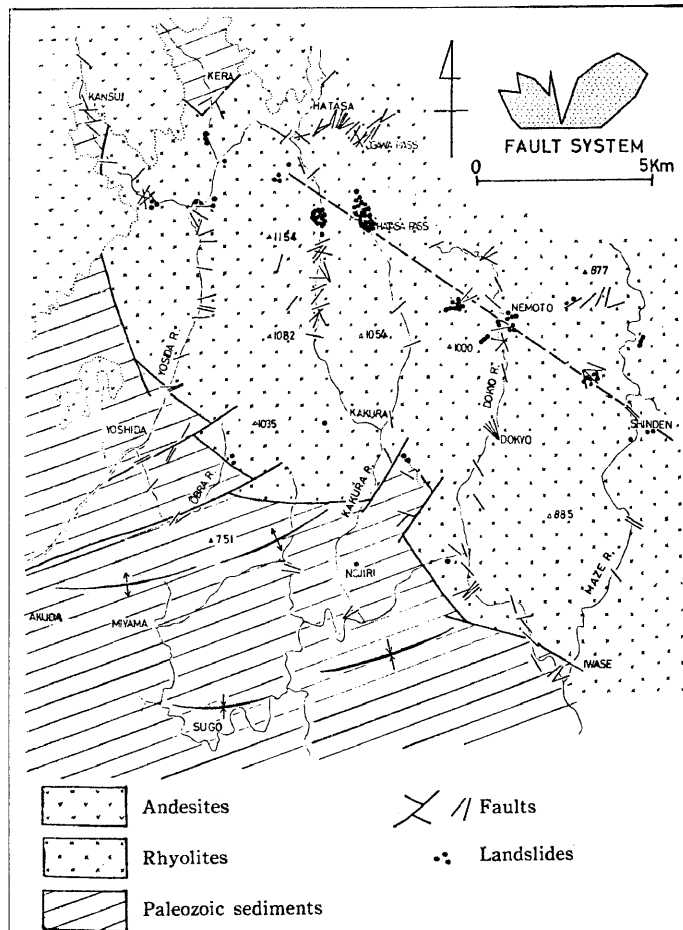 KERA
KANSUI
HATASA
OGAWA PASS
FAULT SYSTEM
0 5Km
HATSA PASS
1154
877
NEMOTO
YOSIDA R.
1082
1054
1000
DOKYO R.
KAKURA
SHINDEN
YOSHIDA
1035
DOKYO
OBRA R.
KAKURA R.
885
751
NOJIRI
MAZE R.
AKUDA
MIYAMA
IWASE
SUGO
Andesites
Faults
Rhyolites
Landslides
Paleozoic sediments